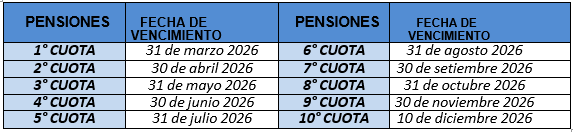 PENSIONES FECHA DE VENCIMIENTO PENSIONES FECHA DE VENCIMIENTO
1° CUOTA 31 de marzo 2026 6° CUOTA 31 de agosto 2026
2° CUOTA 30 de abril 2026 7° CUOTA 30 de setiembre 2026
3° CUOTA 31 de mayo 2026 8° CUOTA 31 de octubre 2026
4° CUOTA 30 de junio 2026 9° CUOTA 30 de noviembre 2026
5° CUOTA 31 de julio 2026 10° CUOTA 10 de diciembre 2026